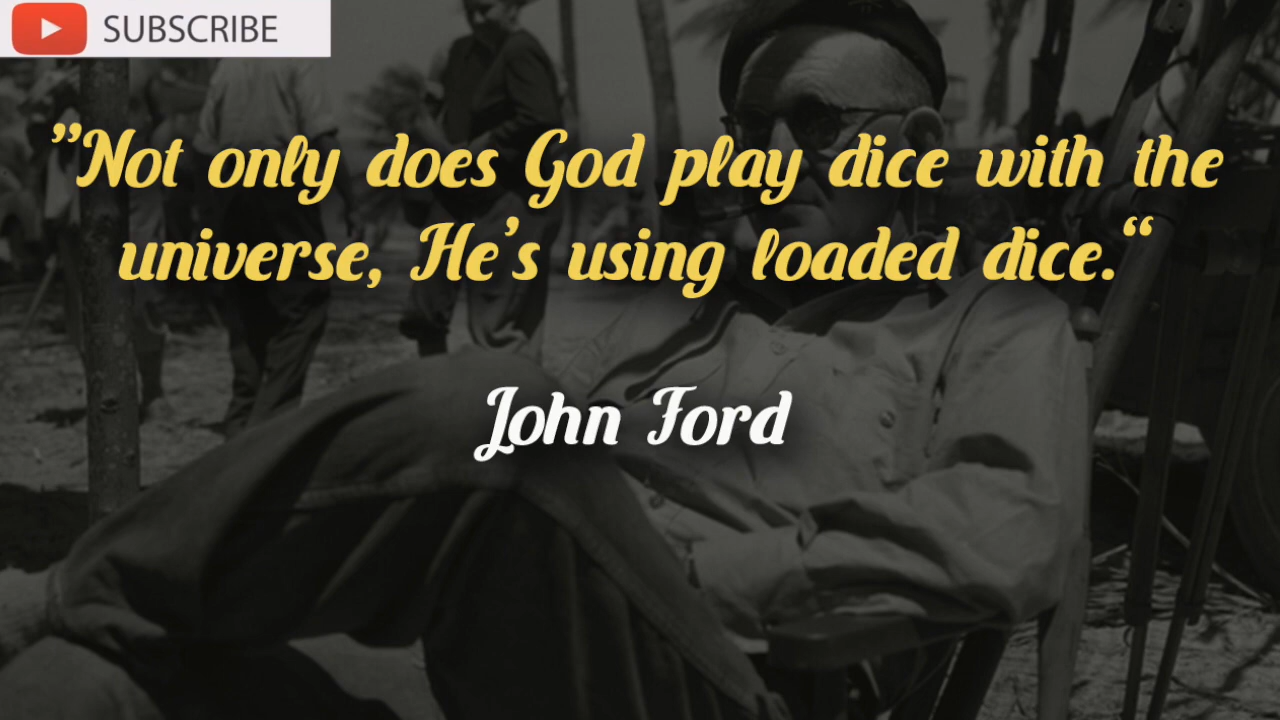 SUBSCRIBE
”Not only does God play dice with the
universe, He’s using loaded dice.“
John Ford